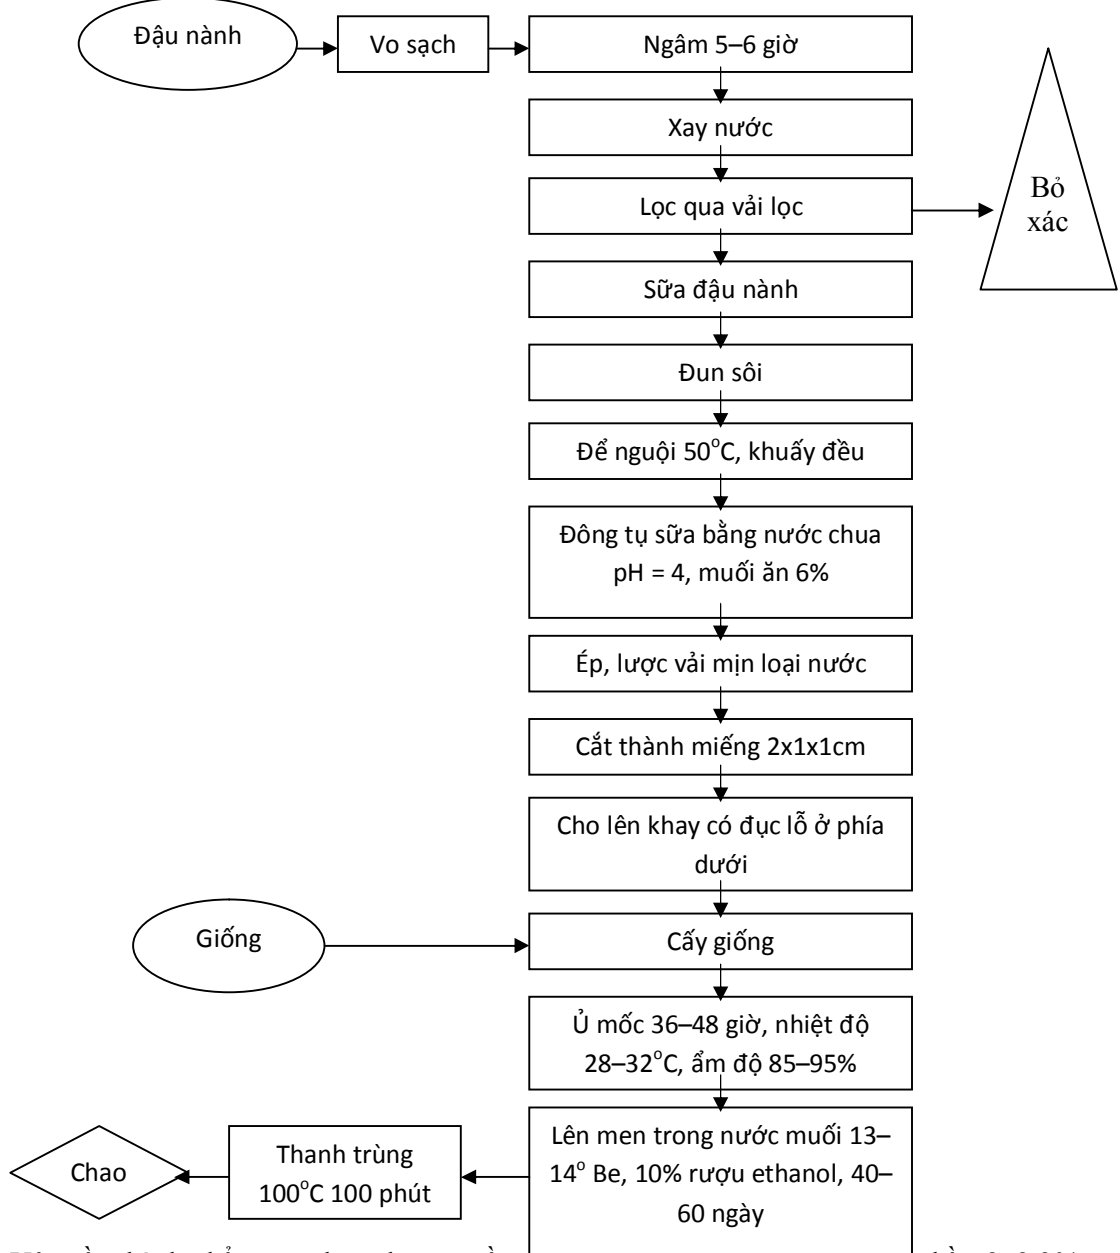 Đậu nành
Vo sạch
Ngâm 5–6 giờ
Xay nước
Lọc qua vải lọc
Bỏ
xác
Sữa đậu nành
Đun sôi
Để nguội 50°C, khuấy đều
Đông tụ sữa bằng nước chua
pH = 4, muối ăn 6%
Ép, lược vải mịn loại nước
Cắt thành miếng 2x1x1cm
Cho lên khay có đục lỗ ở phía
dưới
Giống
Cấy giống
Ủ mốc 36–48 giờ, nhiệt độ
28–32°C, ẩm độ 85–95%
Lên men trong nước muối 13–
14° Be, 10% rượu ethanol, 40–
60 ngày
Thanh trùng
100°C 100 phút
Chao